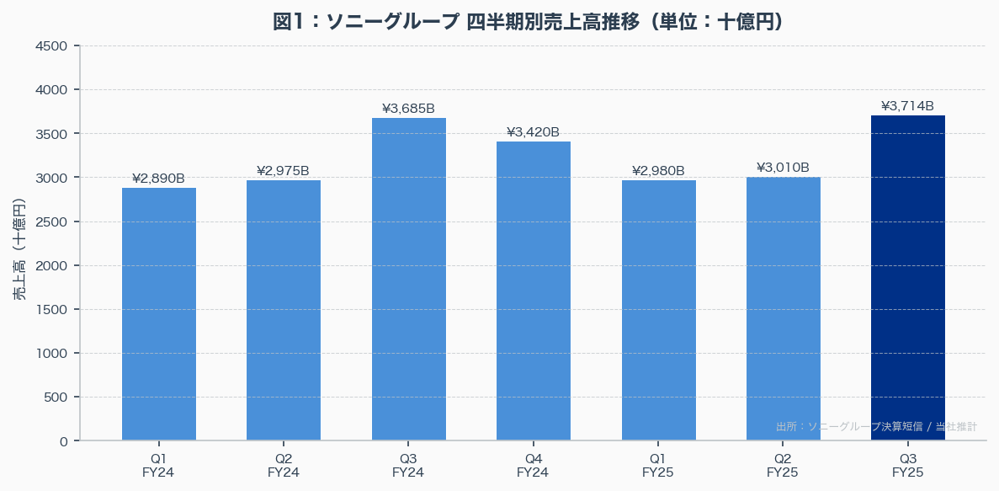 図1：ソニーグループ 四半期別売上高推移（単位：十億円）
売上高（十億円）
4500
4000
3500
3000
2500
2000
1500
1000
500
0
¥2,890B
¥2,975B
¥3,685B
¥3,420B
¥2,980B
¥3,010B
¥3,714B
出所：ソニーグループ決算短信 / 当社推計
Q1
FY24
Q2
FY24
Q3
FY24
Q4
FY24
Q1
FY25
Q2
FY25
Q3
FY25